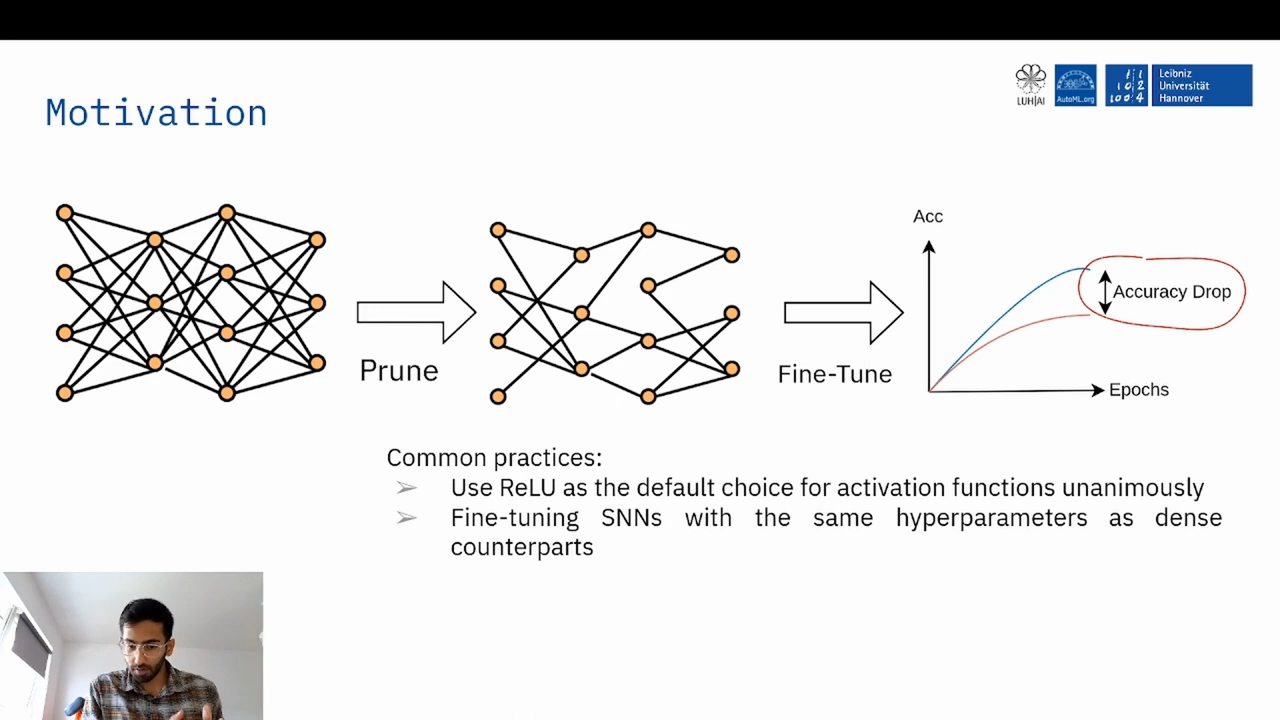 Motivation
LUH|AI
AutoML.org
Leibniz
Universität
Hannover
Prune
Fine-Tune
Acc
Accuracy Drop
Epochs
Common practices:
➢ Use ReLU as the default choice for activation functions unanimously
➢ Fine-tuning SNNs with the same hyperparameters as dense
counterparts